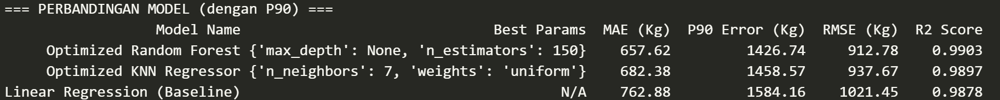 === PERBANDINGAN MODEL (dengan P90) ===
Model Name Best Params MAE (Kg) P90 Error (Kg) RMSE (Kg) R2 Score
Optimized Random Forest {'max_depth': None, 'n_estimators': 150} 657.62 1426.74 912.78 0.9903
Optimized KNN Regressor {'n_neighbors': 7, 'weights': 'uniform'} 682.38 1458.57 937.67 0.9897
Linear Regression (Baseline) N/A 762.88 1584.16 1021.45 0.9878